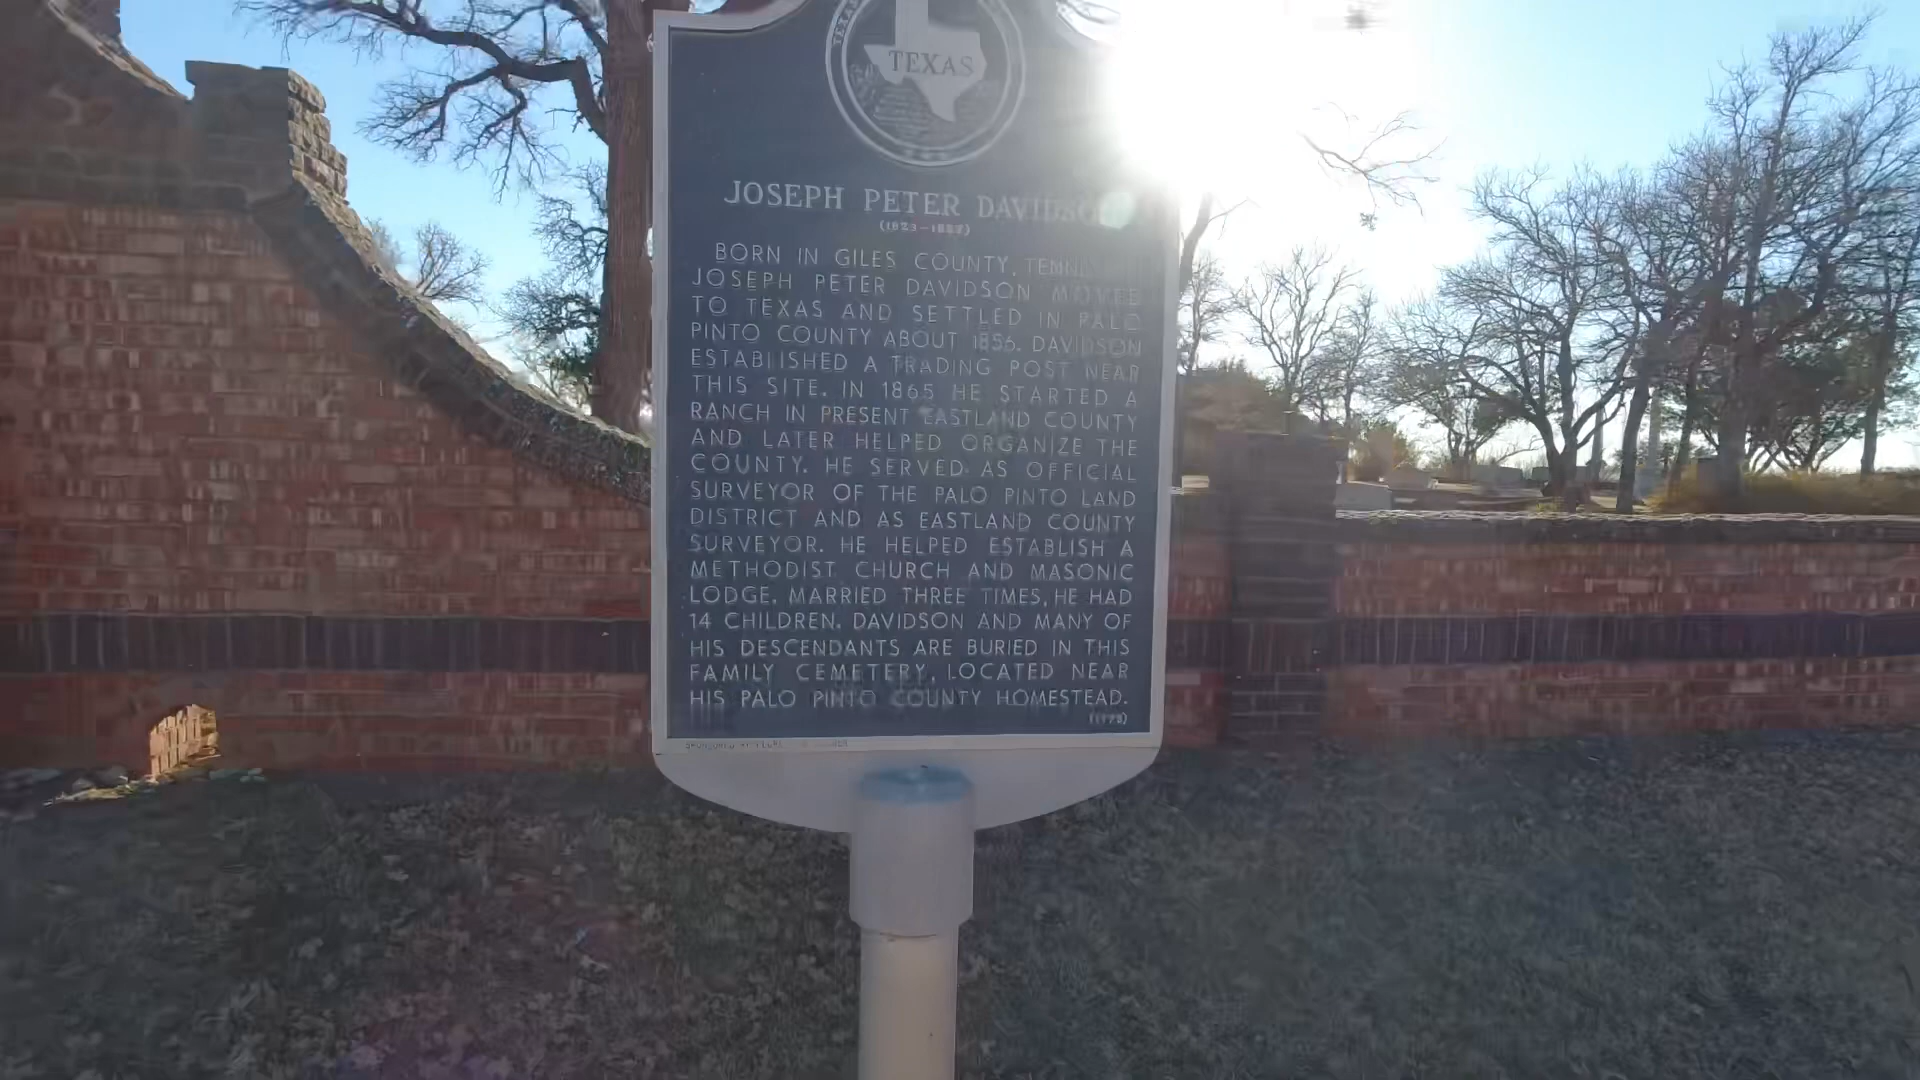 TEXAS
TEXAS
JOSEPH PETER DAVIDSON
BORN IN GILES COUNTY, TENNESSEE
JOSEPH PETER DAVIDSON MOVED
TO TEXAS AND SETTLED IN PALO
PINTO COUNTY ABOUT 1856. DAVIDSON
ESTABLISHED A TRADING POST NEAR
THIS SITE. IN 1865 HE STARTED A
RANCH IN PRESENT EASTLAND COUNTY
AND LATER HELPED ORGANIZE THE
COUNTY. HE SERVED AS OFFICIAL
SURVEYOR OF THE PALO PINTO LAND
DISTRICT AND AS EASTLAND COUNTY
SURVEYOR. HE HELPED ESTABLISH A
METHODIST CHURCH AND MASONIC
LODGE. MARRIED THREE TIMES, HE HAD
14 CHILDREN. DAVIDSON AND MANY OF
HIS DESCENDANTS ARE BURIED IN THIS
FAMILY CEMETERY, LOCATED NEAR
HIS PALO PINTO COUNTY HOMESTEAD.